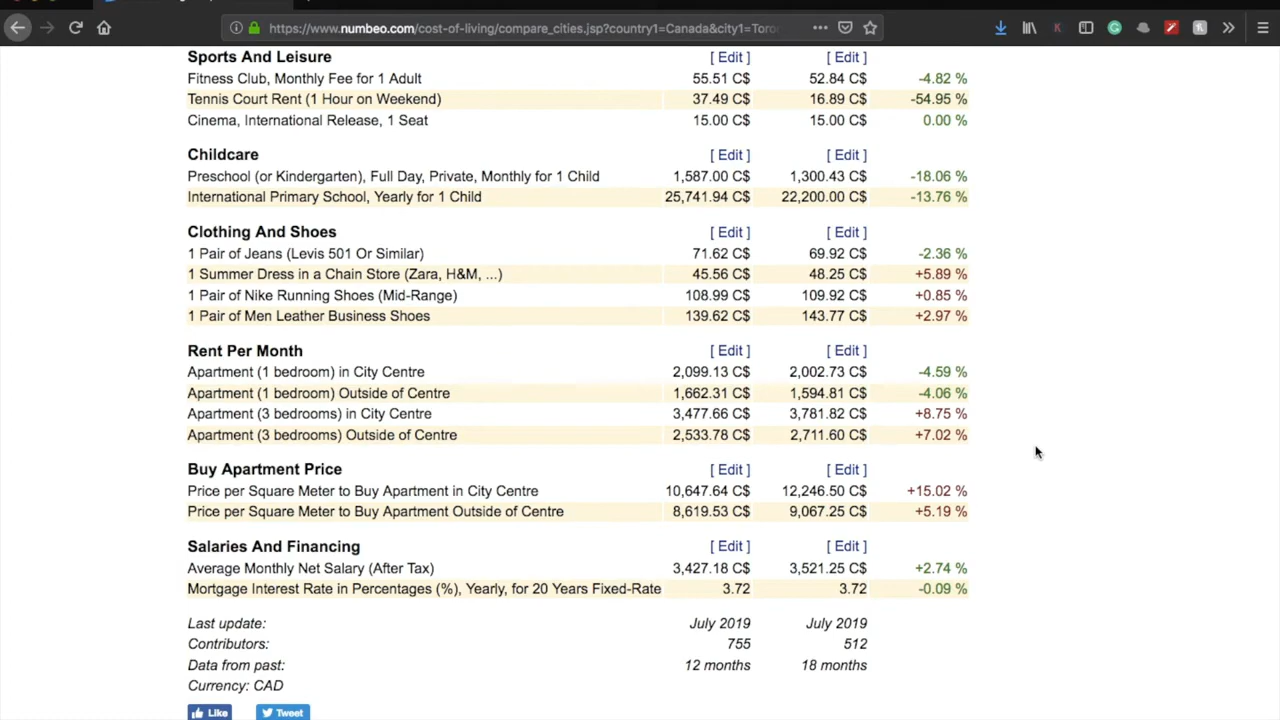 https://www.numbeo.com/cost-of-living/compare_cities.jsp?country1=Canada&city1=Toro
Sports And Leisure [ Edit ] [ Edit ]
Fitness Club, Monthly Fee for 1 Adult 55.51 C$ 52.84 C$ -4.82 %
Tennis Court Rent (1 Hour on Weekend) 37.49 C$ 16.89 C$ -54.95 %
Cinema, International Release, 1 Seat 15.00 C$ 15.00 C$ 0.00 %
Childcare [ Edit ] [ Edit ]
Preschool (or Kindergarten), Full Day, Private, Monthly for 1 Child 1,587.00 C$ 1,300.43 C$ -18.06 %
International Primary School, Yearly for 1 Child 25,741.94 C$ 22,200.00 C$ -13.76 %
Clothing And Shoes [ Edit ] [ Edit ]
1 Pair of Jeans (Levis 501 Or Similar) 71.62 C$ 69.92 C$ -2.36 %
1 Summer Dress in a Chain Store (Zara, H&M, ...) 45.56 C$ 48.25 C$ +5.89 %
1 Pair of Nike Running Shoes (Mid-Range) 108.99 C$ 109.92 C$ +0.85 %
1 Pair of Men Leather Business Shoes 139.62 C$ 143.77 C$ +2.97 %
Rent Per Month [ Edit ] [ Edit ]
Apartment (1 bedroom) in City Centre 2,099.13 C$ 2,002.73 C$ -4.59 %
Apartment (1 bedroom) Outside of Centre 1,662.31 C$ 1,594.81 C$ -4.06 %
Apartment (3 bedrooms) in City Centre 3,477.66 C$ 3,781.82 C$ +8.75 %
Apartment (3 bedrooms) Outside of Centre 2,533.78 C$ 2,711.60 C$ +7.02 %
Buy Apartment Price [ Edit ] [ Edit ]
Price per Square Meter to Buy Apartment in City Centre 10,647.64 C$ 12,246.50 C$ +15.02 %
Price per Square Meter to Buy Apartment Outside of Centre 8,619.53 C$ 9,067.25 C$ +5.19 %
Salaries And Financing [ Edit ] [ Edit ]
Average Monthly Net Salary (After Tax) 3,427.18 C$ 3,521.25 C$ +2.74 %
Mortgage Interest Rate in Percentages (%), Yearly, for 20 Years Fixed-Rate 3.72 3.72 -0.09 %
Last update: July 2019 July 2019
Contributors: 755 512
Data from past: 12 months 18 months
Currency: CAD
Like Tweet